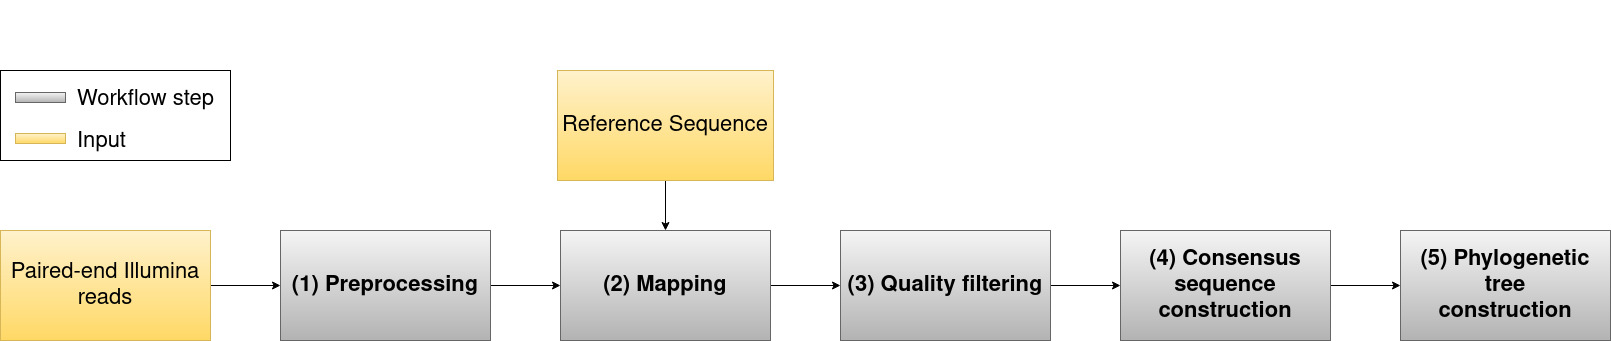 Workflow step
Input
Reference Sequence
Paired-end Illumina
reads
(1) Preprocessing
(2) Mapping
(3) Quality filtering
(4) Consensus
sequence
construction
(5) Phylogenetic
tree
construction